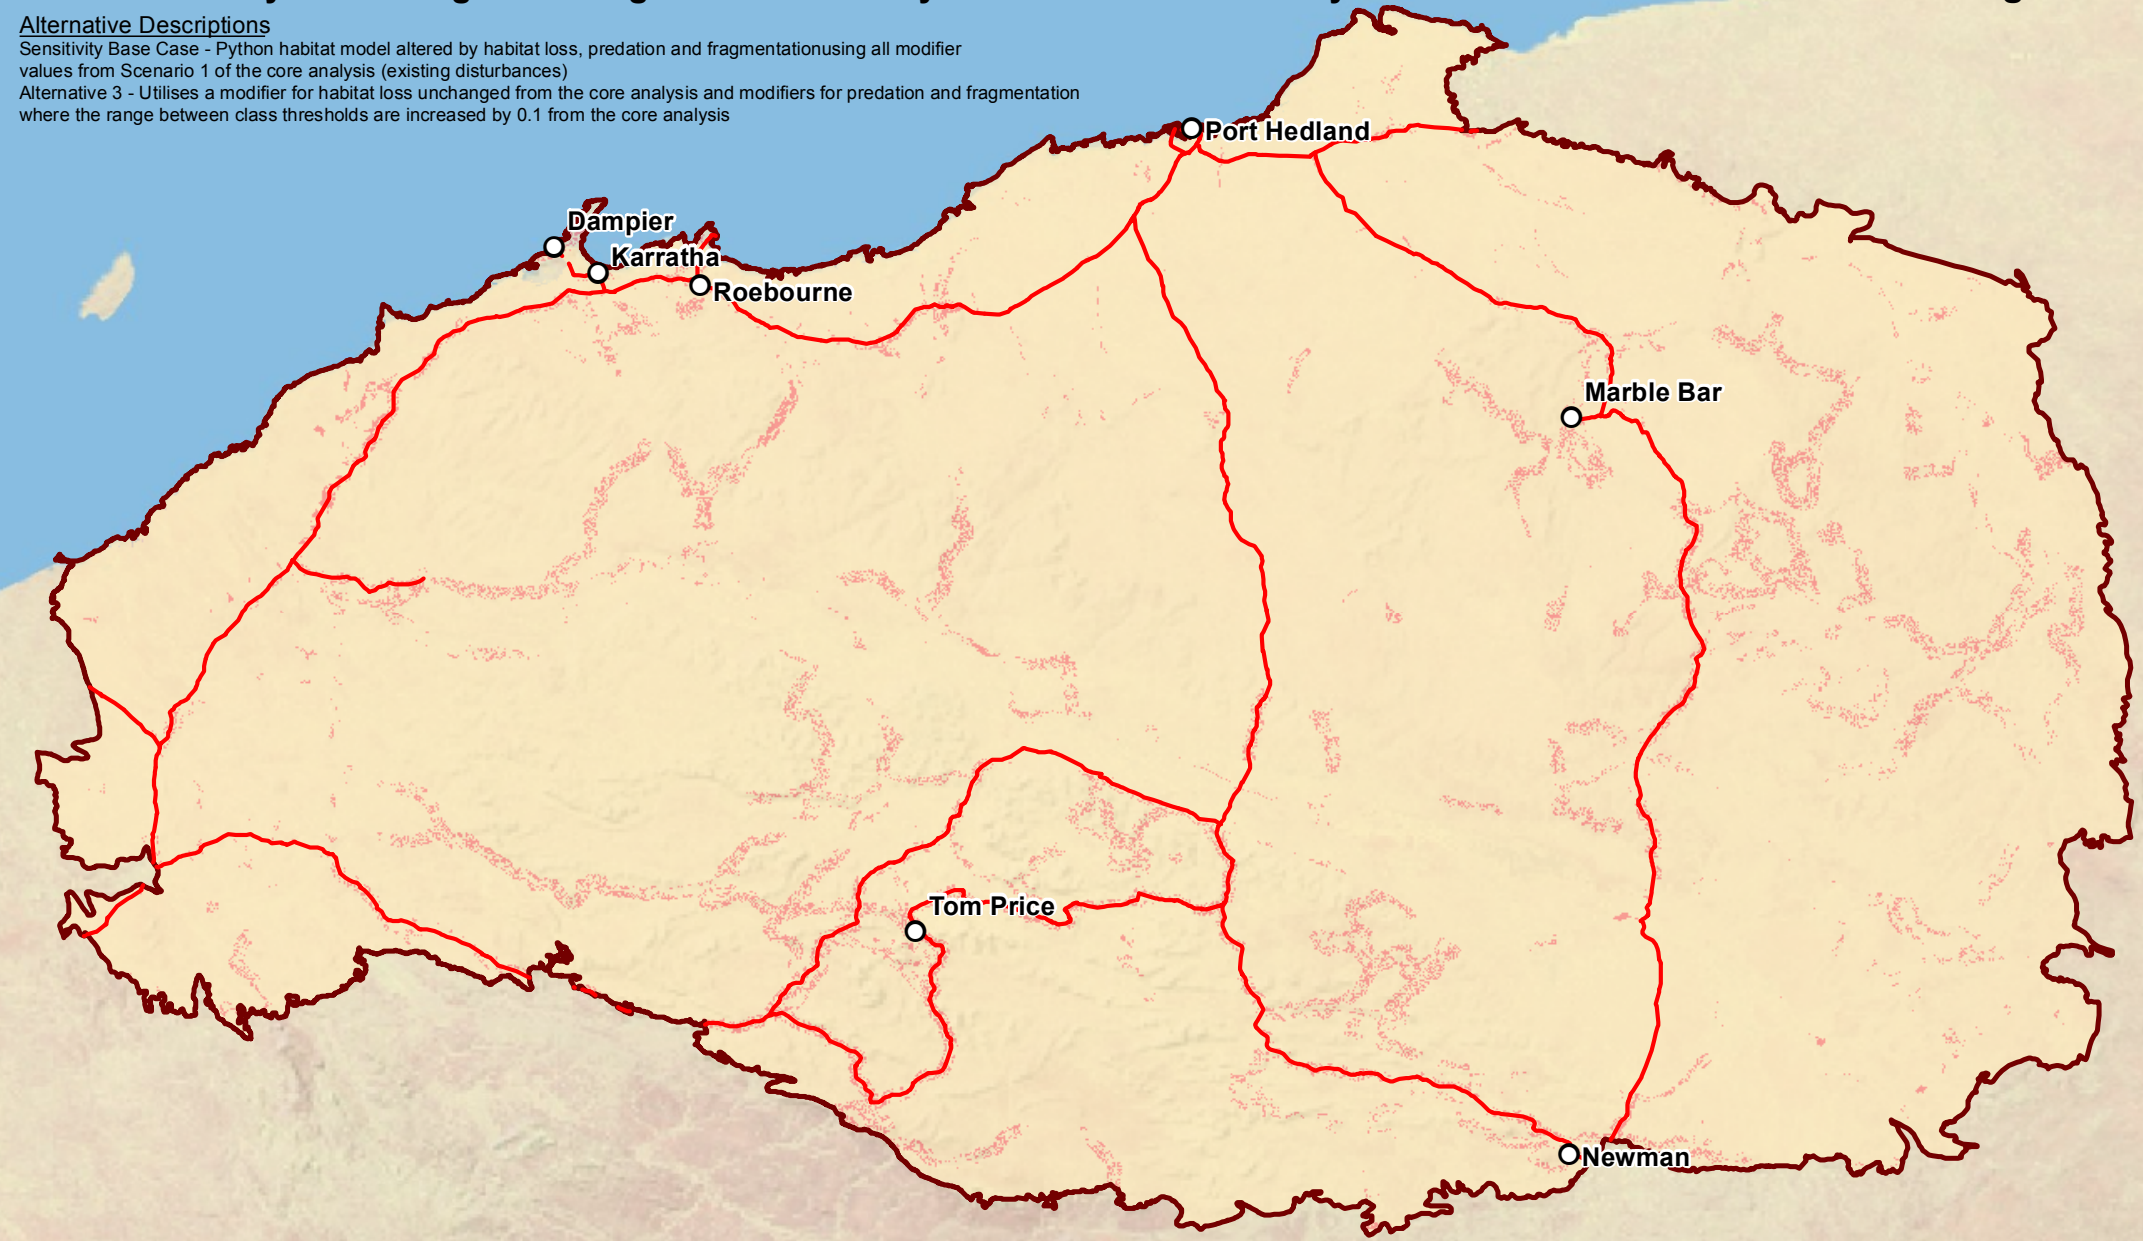 Alternative Descriptions
Sensitivity Base Case - Python habitat model altered by habitat loss, predation and fragmentationusing all modifier
values from Scenario 1 of the core analysis (existing disturbances)
Alternative 3 - Utilises a modifier for habitat loss unchanged from the core analysis and modifiers for predation and fragmentation
where the range between class thresholds are increased by 0.1 from the core analysis
Port Hedland
Dampier
Karratha
Roebourne
Marble Bar
Tom Price
Newman